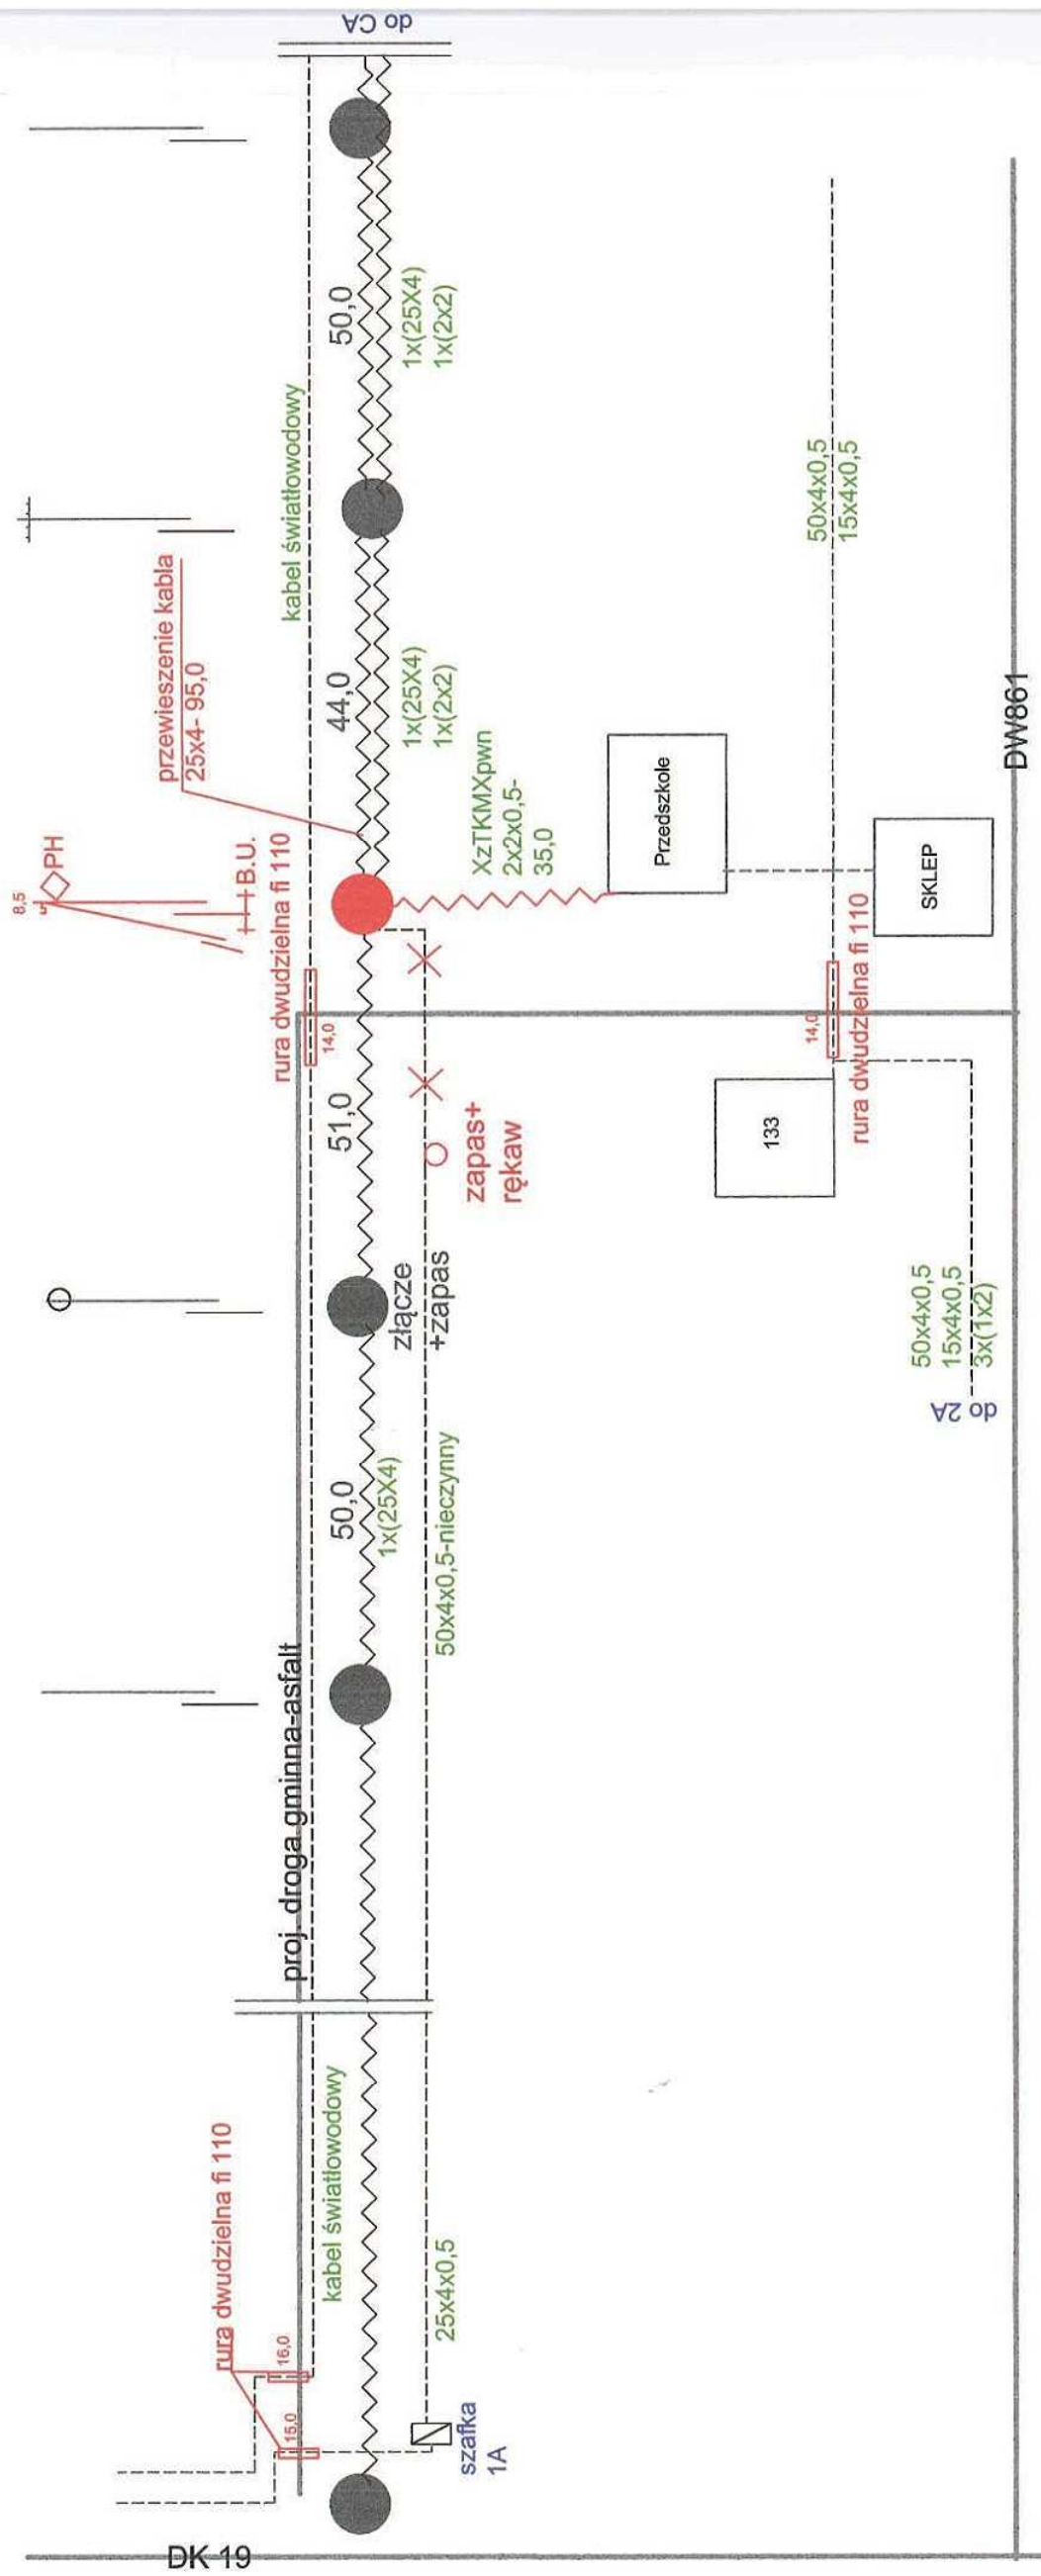 DK 19
rura dwudzielna fi 110
15,0
16,0
kabel światłowodowy
szafka
1A
25x4x0,5
proj. droga gminna-asfalt
50,0
1x(25X4)
50x4x0,5-nieczynny
złącze
+zapas
51,0
zapas+
rękaw
8,5
PH
B.U.
rura dwudzielna fi 110
14,0
przewieszenie kabla
25x4- 95,0
kabel światłowodowy
44,0
1x(25X4)
1x(2x2)
XzTKMXpwn
2x2x0,5-
35,0
50,0
1x(25X4)
1x(2x2)
do CA
Przedszkole
SKLEP
133
14,0
rura dwudzielna fi 110
50x4x0,5
15x4x0,5
50x4x0,5
15x4x0,5
3x(1x2)
do 2A
DW861